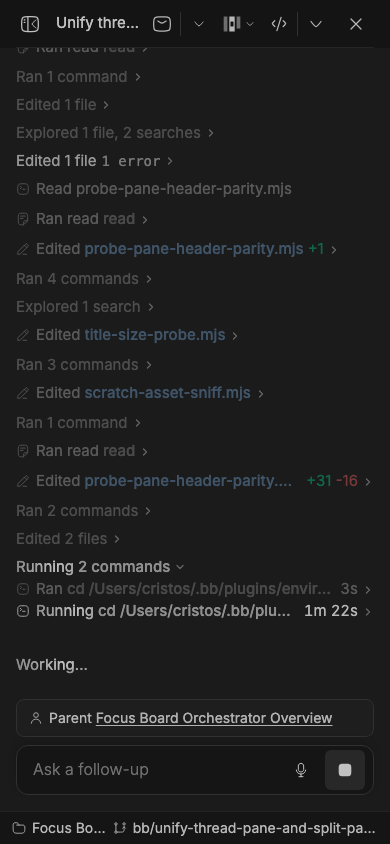 Unify thre...
Ran read read
Ran 1 command
Edited 1 file
Explored 1 file, 2 searches
Edited 1 file 1 error
Read probe-pane-header-parity.mjs
Ran read read
Edited probe-pane-header-parity.mjs +1
Ran 4 commands
Explored 1 search
Edited title-size-probe.mjs
Ran 3 commands
Edited scratch-asset-sniff.mjs
Ran 1 command
Ran read read
Edited probe-pane-header-parity.... +31 -16
Ran 2 commands
Edited 2 files
Running 2 commands
Ran cd /Users/cristos/.bb/plugins/envir... 3s
Running cd /Users/cristos/.bb/plu... 1m 22s
Working...
Parent Focus Board Orchestrator Overview
Ask a follow-up
Focus Bo... bb/unify-thread-pane-and-split-pa...